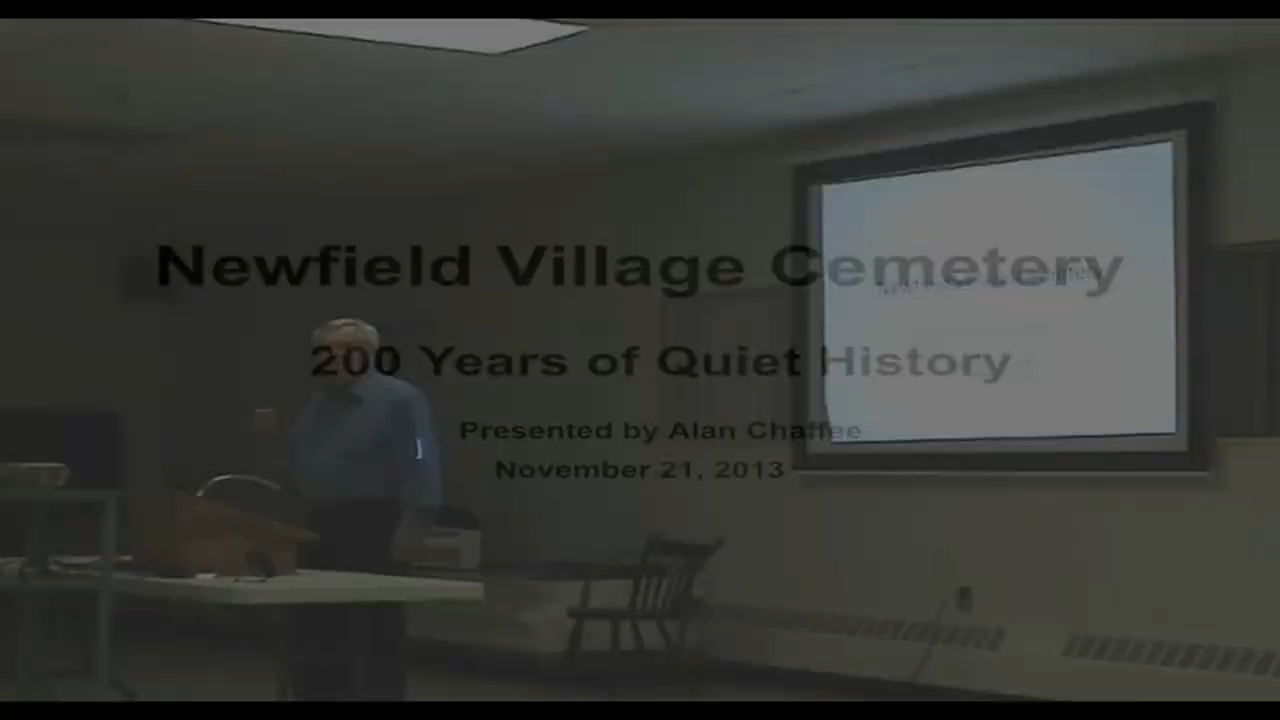 Newfield Village Cemetery
200 Years of Quiet History
Presented by Alan Chaffee
November 21, 2013